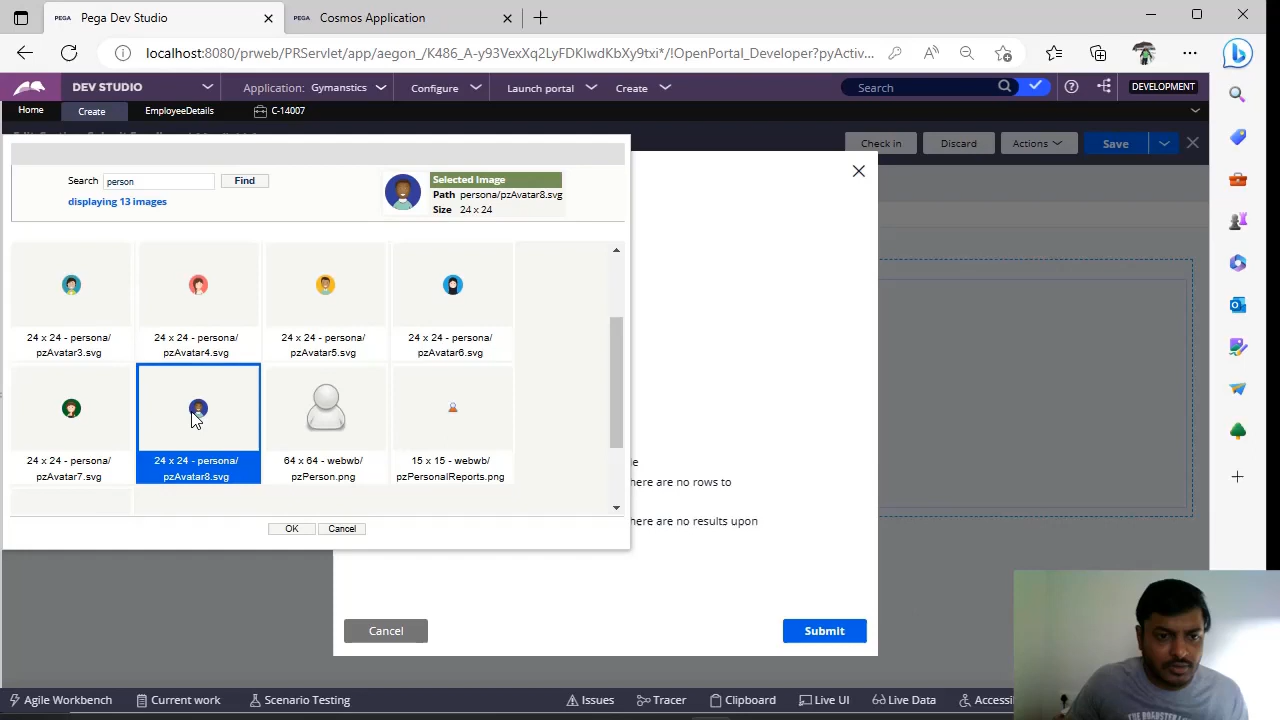 PEGA Pega Dev Studio
PEGA Cosmos Application
localhost:8080/prweb/PRServlet/app/aegon_/K486_A-y93VexXq2LyFDKIwdKbXy9txi*/!OpenPortal_Developer?pyActiv...
DEV STUDIO
Application: Gymanstics
Configure
Launch portal
Create
Search
DEVELOPMENT
Home
Create
EmployeeDetails
C-14007
Check in
Discard
Actions
Save
Search person Find
displaying 13 images
Selected Image
Path persona/pzAvatar8.svg
Size 24 x 24
24 x 24 - persona/
pzAvatar3.svg
24 x 24 - persona/
pzAvatar4.svg
24 x 24 - persona/
pzAvatar5.svg
24 x 24 - persona/
pzAvatar6.svg
24 x 24 - persona/
pzAvatar7.svg
24 x 24 - persona/
pzAvatar8.svg
64 x 64 - webwb/
pzPerson.png
15 x 15 - webwb/
pzPersonalReports.png
le
here are no rows to
here are no results upon
OK
Cancel
Cancel
Submit
Agile Workbench
Current work
Scenario Testing
Issues
Tracer
Clipboard
Live UI
Live Data
Accessi